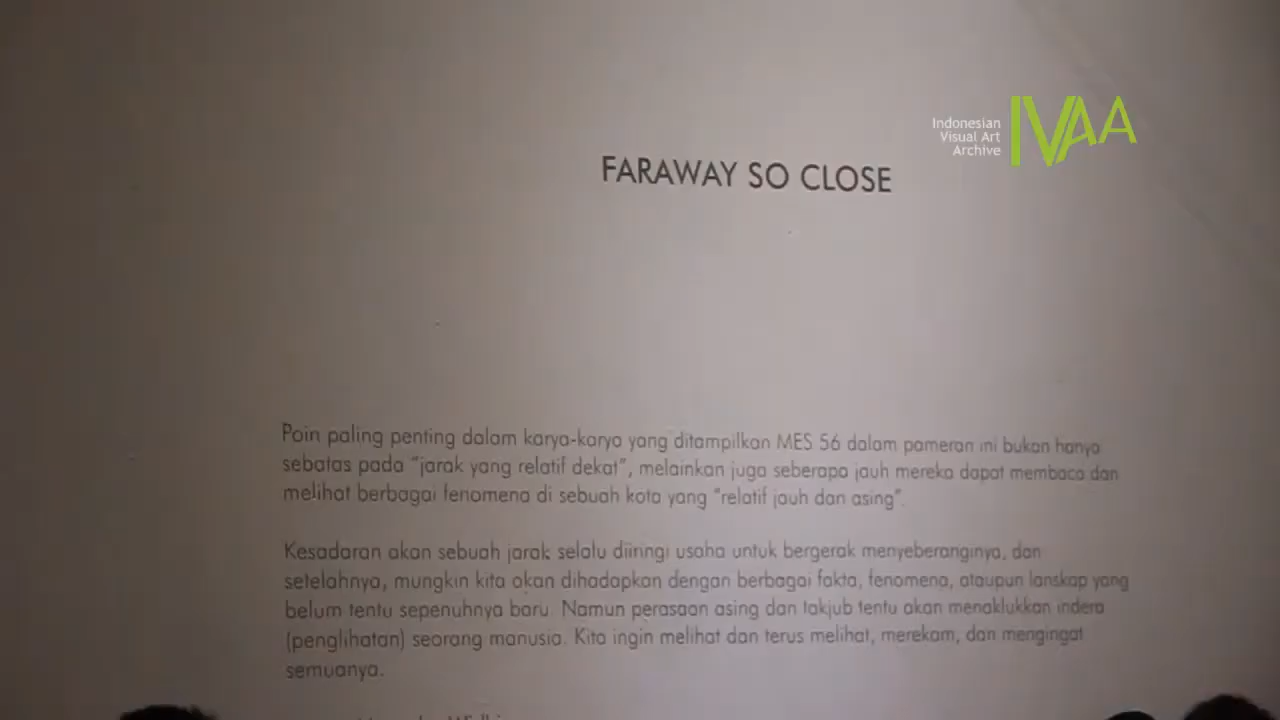 Indonesian
Visual Art
Archive
IVAA
FARAWAY SO CLOSE
Poin paling penting dalam karya-karya yang ditampilkan MES 56 dalam pameran ini bukan hanya
sebatas pada "jarak yang relatif dekat", melainkan juga seberapa jauh mereka dapat membaca dan
melihat berbagai fenomena di sebuah kota yang "relatif jauh dan asing".
Kesadaran akan sebuah jarak selalu diiringi usaha untuk bergerak menyeberanginya, dan
setelahnya, mungkin kita akan dihadapkan dengan berbagai fakta, fenomena, ataupun lanskap yang
belum tentu sepenuhnya baru. Namun perasaan asing dan takjub tentu akan menaklukkan indera
(penglihatan) seorang manusia. Kita ingin melihat dan terus melihat, merekam, dan mengingat
semuanya.